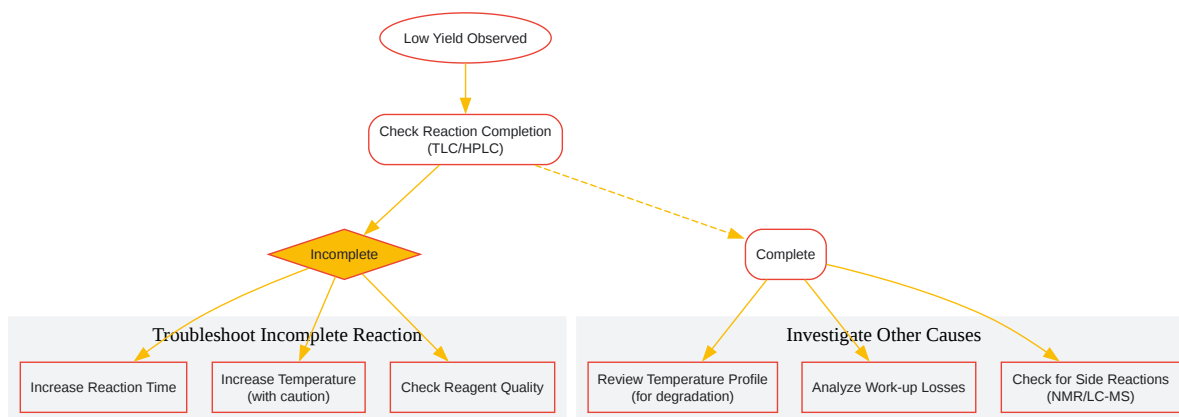 Low Yield Observed
Check Reaction Completion
(TLC/HPLC)
Incomplete
Complete
Troubleshoot Incomplete Reaction
Investigate Other Causes
Increase Reaction Time
Increase Temperature
(with caution)
Check Reagent Quality
Review Temperature Profile
(for degradation)
Analyze Work-up Losses
Check for Side Reactions
(NMR/LC-MS)